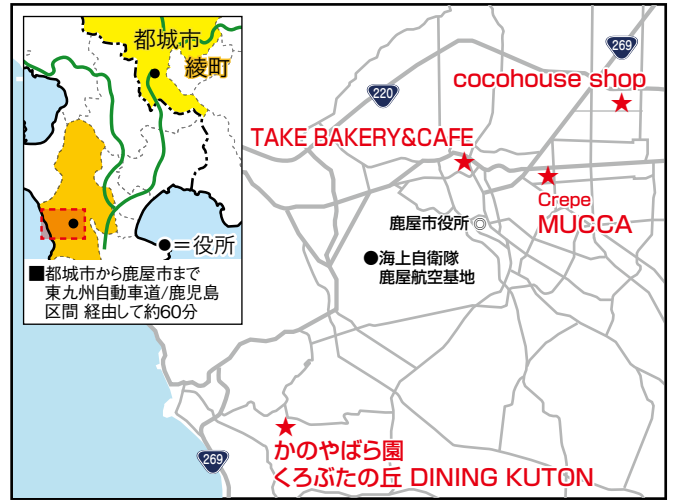 都城市
綾町
●=役所
■都城市から鹿屋市まで
東九州自動車道/鹿児島
区間 経由して約60分
269
220
cocohouse shop
TAKE BAKERY&CAFE
Crepe
MUCCA
鹿屋市役所◎
●海上自衛隊
鹿屋航空基地
かのやばら園
くろぶたの丘 DINING KUTON
269